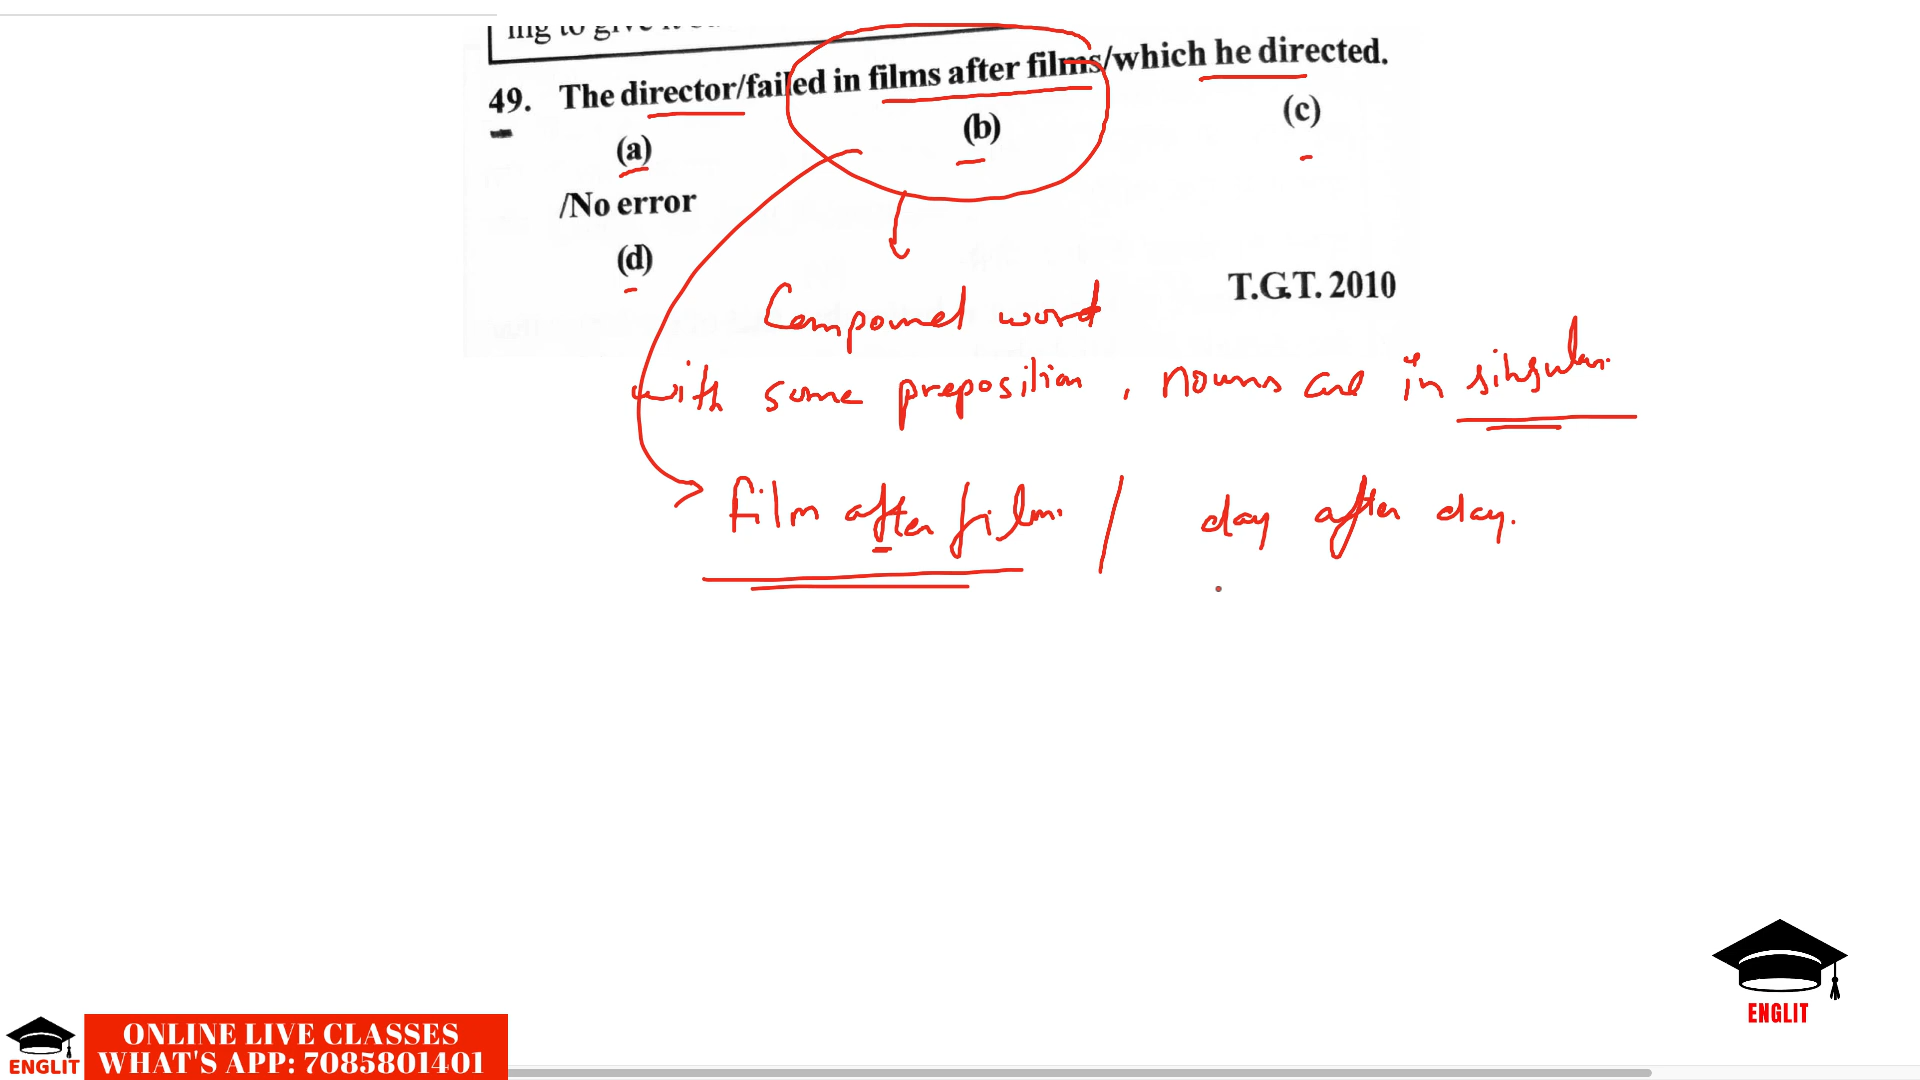 49. The director/failed in films after films/which he directed.
(a) (b) (c)
/No error
(d)
T.G.T. 2010
Compound word
with some preposition, nouns are in singular.
film after film. / day after day.
ENGLIT
ONLINE LIVE CLASSES
WHAT'S APP: 7085801401
ENGLIT